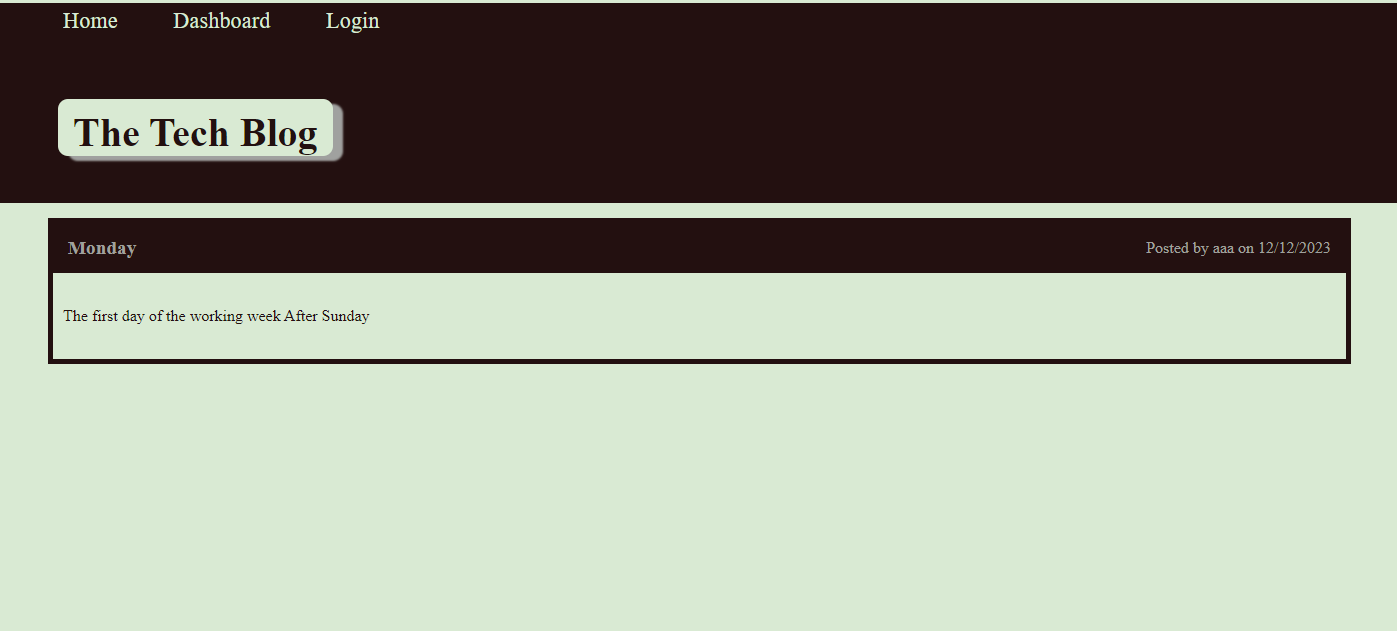 Home Dashboard Login
The Tech Blog
Monday Posted by aaa on 12/12/2023
The first day of the working week After Sunday